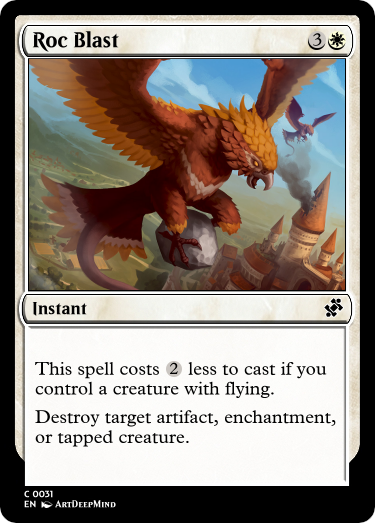 Roc Blast 3
Instant
This spell costs 2 less to cast if you
control a creature with flying.
Destroy target artifact, enchantment,
or tapped creature.
C 0031
EN ArtDeepMind